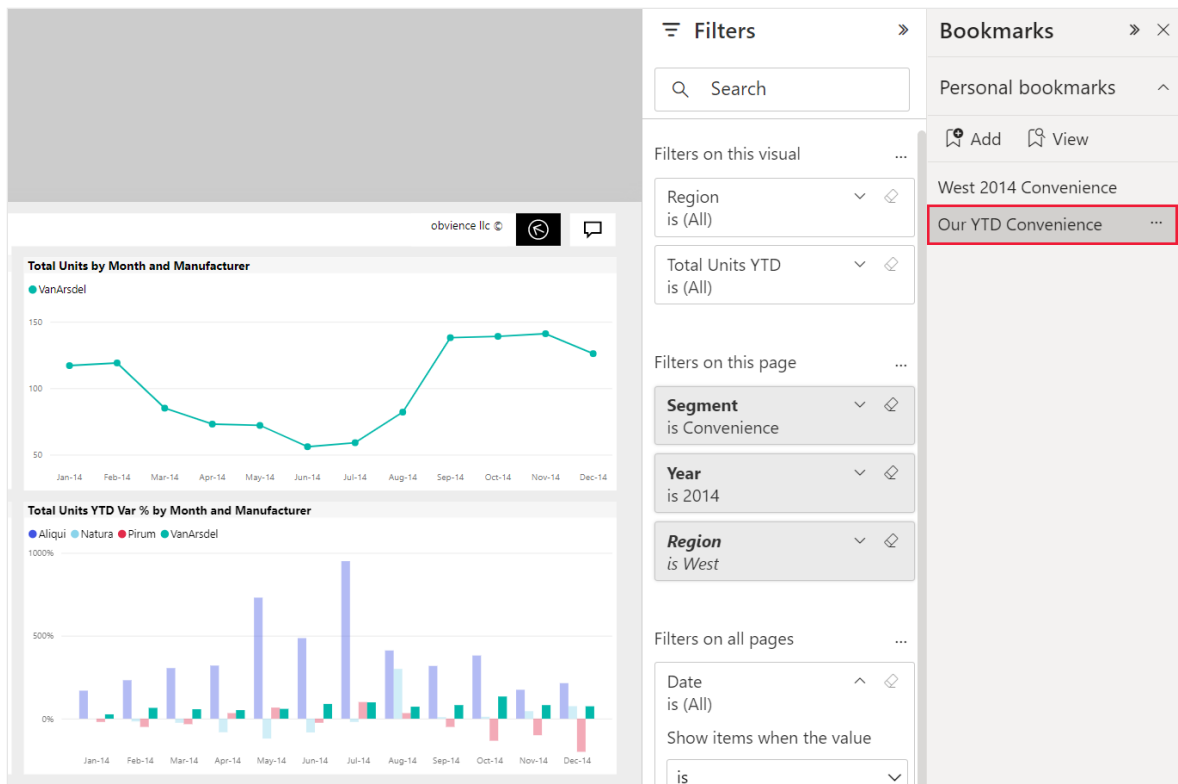 obvience llc ©
Total Units by Month and Manufacturer
VanArsdel
150
100
50
Jan-14 Feb-14 Mar-14 Apr-14 May-14 Jun-14 Jul-14 Aug-14 Sep-14 Oct-14 Nov-14 Dec-14
Total Units YTD Var % by Month and Manufacturer
Aliqui Natura Pirum VanArsdel
1000%
500%
0%
Jan-14 Feb-14 Mar-14 Apr-14 May-14 Jun-14 Jul-14 Aug-14 Sep-14 Oct-14 Nov-14 Dec-14
Filters
Search
Filters on this visual ...
Region
is (All)
Total Units YTD
is (All)
Filters on this page ...
Segment
is Convenience
Year
is 2014
Region
is West
Filters on all pages ...
Date
is (All)
Show items when the value
is
Bookmarks
Personal bookmarks
Add View
West 2014 Convenience
Our YTD Convenience ...